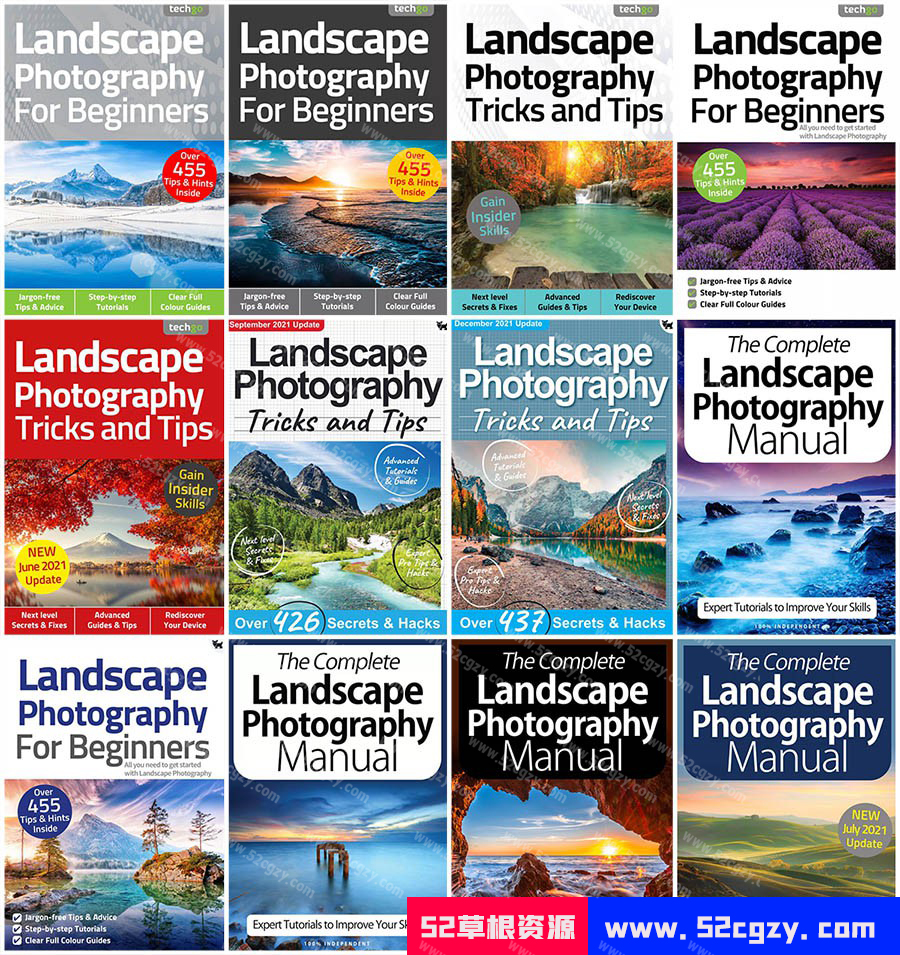 techgo
Landscape
Photography
For Beginners
Over
455
Tips & Hints
Inside
Jargon-free
Tips & Advice
Step-by-step
Tutorials
Clear Full
Colour Guides
techgo
Landscape
Photography
For Beginners
Over
455
Tips & Hints
Inside
Jargon-free
Tips & Advice
Step-by-step
Tutorials
Clear Full
Colour Guides
techgo
Landscape
Photography
Tricks and Tips
Gain
Insider
Skills
Next level
Secrets & Fixes
Advanced
Guides & Tips
Rediscover
Your Device
techgo
Landscape
Photography
For Beginners
All you need to get started
with Landscape Photography
Over
455
Tips & Hints
Inside
Jargon-free Tips & Advice
Step-by-step Tutorials
Clear Full Colour Guides
techgo
Landscape
Photography
Tricks and Tips
Gain
Insider
Skills
NEW
June 2021
Update
Next level
Secrets & Fixes
Advanced
Guides & Tips
Rediscover
Your Device
September 2021 Update
Landscape
Photography
Tricks and Tips
Advanced
Tutorials
& Guides
Next level
Secrets
& Fixes
Expert
Pro Tips &
Hacks
Over 426 Secrets & Hacks
December 2021 Update
Landscape
Photography
Tricks and Tips
Advanced
Tutorials
& Guides
Next level
Secrets
& Fixes
Expert
Pro Tips &
Hacks
Over 437 Secrets & Hacks
The Complete
Landscape
Photography
Manual
Expert Tutorials to Improve Your Skills
100% INDEPENDENT
Landscape
Photography
For Beginners
All you need to get started
with Landscape Photography
Over
455
Tips & Hints
Inside
Jargon-free Tips & Advice
Step-by-step Tutorials
Clear Full Colour Guides
The Complete
Landscape
Photography
Manual
Expert Tutorials to Improve Your Sk
100% INDEPENDENT
The Complete
Landscape
Photography
Manual
The Complete
Landscape
Photography
Manual
NEW
July 2021
Update
52草根资源
www.52cgzy.com